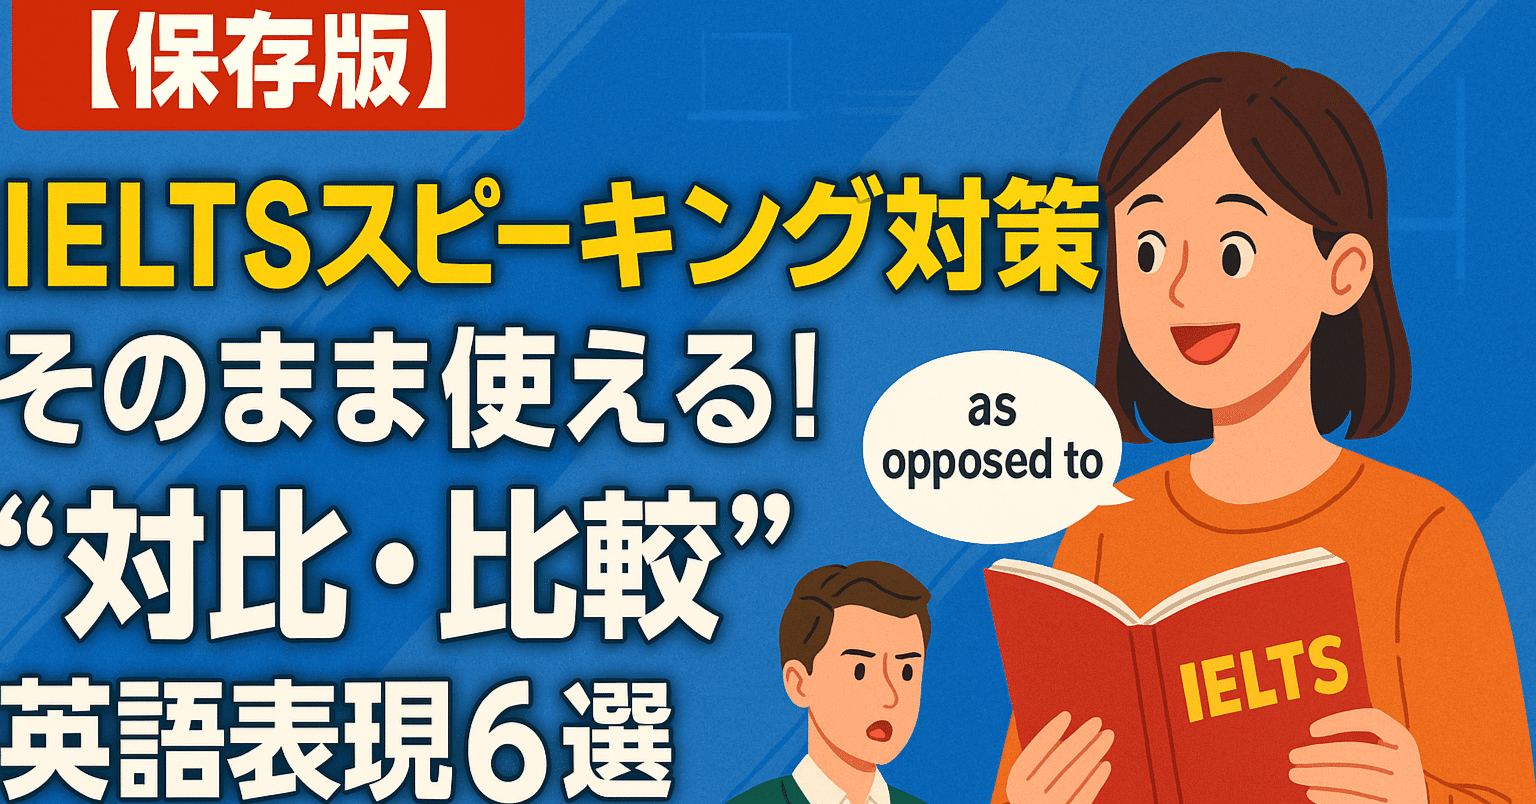 【保存版】
IELTSスピーキング対策
そのまま使える！
“対比・比較”
英語表現６選
as
opposed to
IELTS